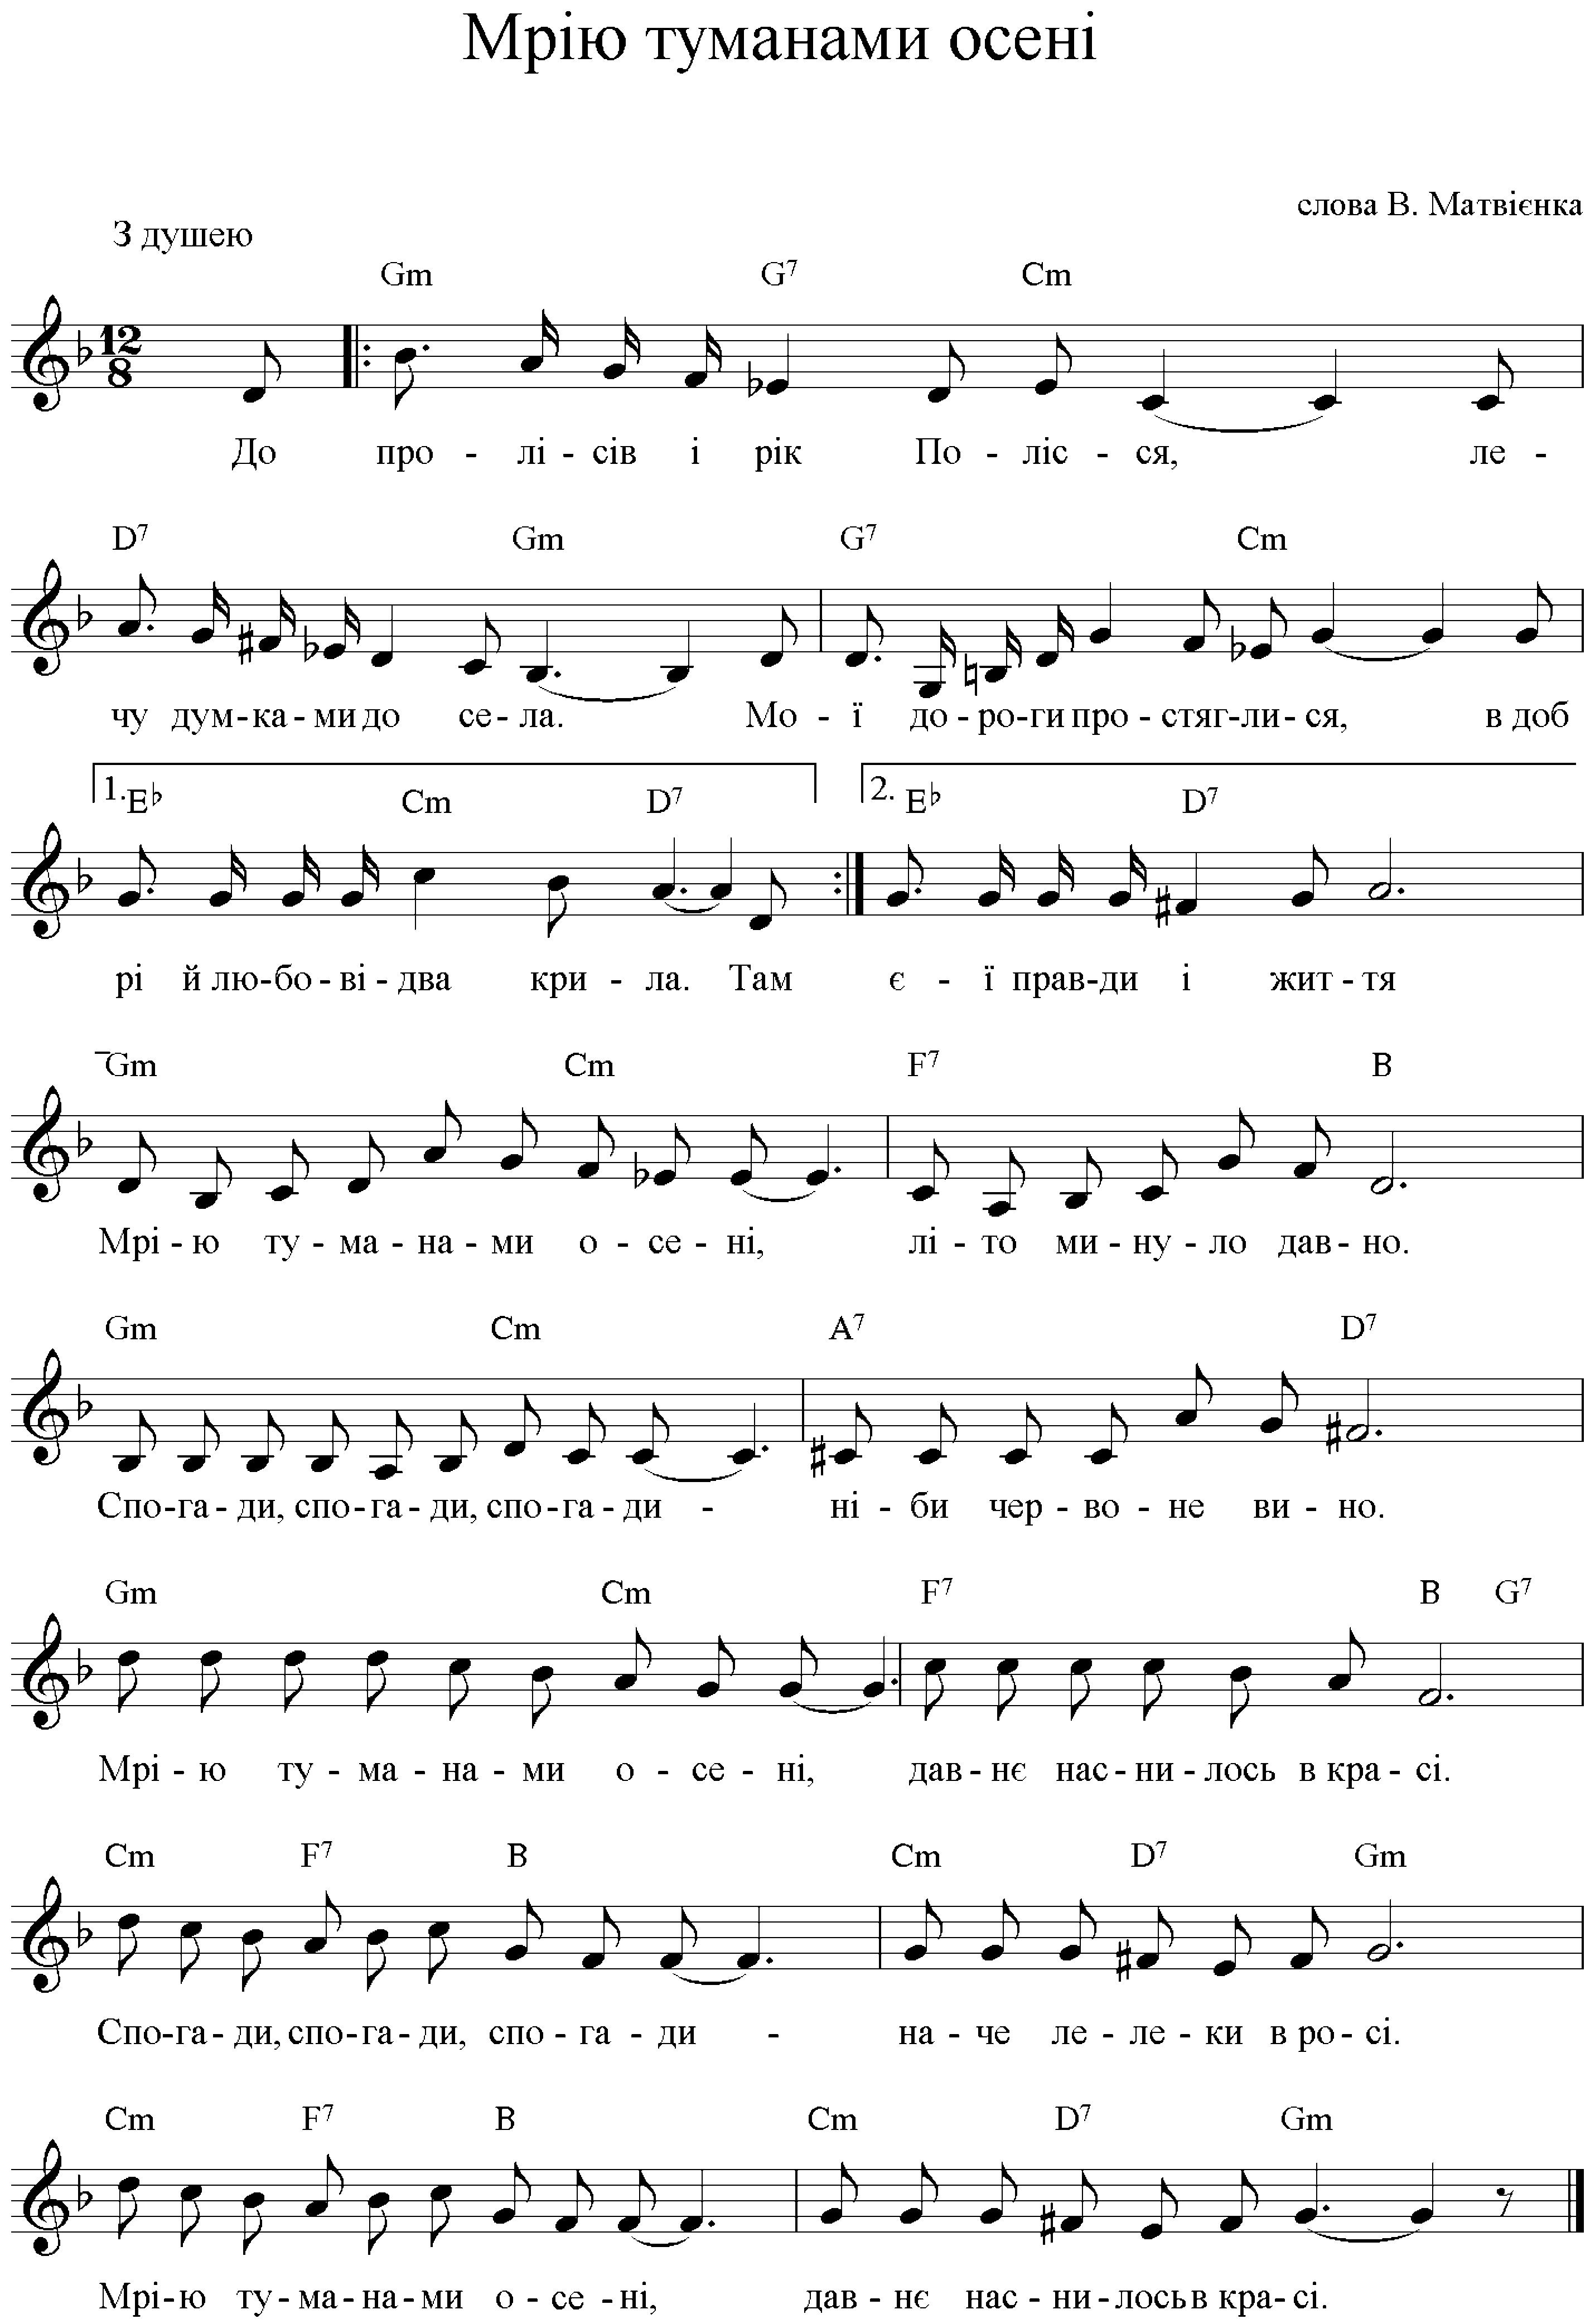 Мрію туманами осені
слова В. Матвієнка
З душею
Gm G7 Cm
12
8
До про - лі - сів і рік По - ліс - ся, ле -
D7 Gm G7 Cm
чу дум - ка - ми до се - ла. Мо - ї до - ро - ги про - стяг - ли - ся, в доб
1. E♭ Cm D7 2. E♭ D7
рі й лю - бо - ві - два кри - ла. Там є - ї прав - ди і жит - тя
Gm Cm F7 B
Мрі - ю ту - ма - на - ми о - се - ні, лі - то ми - ну - ло дав - но.
Gm Cm A7 D7
Спо - га - ди, спо - га - ди, спо - га - ди - ні - би чер - во - не ви - но.
Gm Cm F7 B G7
Мрі - ю ту - ма - на - ми о - се - ні, дав - нє нас - ни - лось в кра - сі.
Cm F7 B Cm D7 Gm
Спо - га - ди, спо - га - ди, спо - га - ди - на - че ле - ле - ки в ро - сі.
Cm F7 B Cm D7 Gm
Мрі - ю ту - ма - на - ми о - се - ні, дав - нє нас - ни - лось в кра - сі.